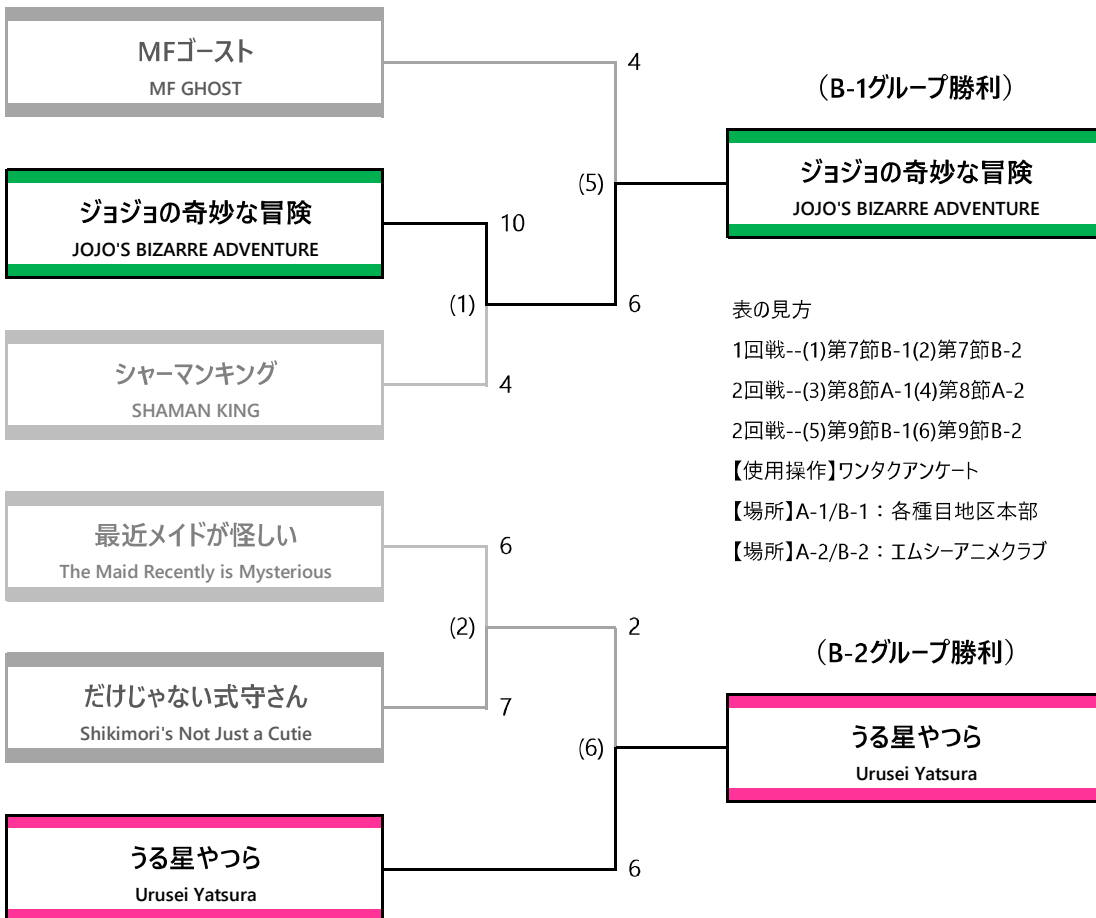 MFゴースト
MF GHOST
4
(B-1グループ勝利)
ジョジョの奇妙な冒険
JOJO'S BIZARRE ADVENTURE
(5)
ジョジョの奇妙な冒険
JOJO'S BIZARRE ADVENTURE
10
(1)
6
シャーマンキング
SHAMAN KING
4
表の見方
1回戦--(1)第7節B-1(2)第7節B-2
2回戦--(3)第8節A-1(4)第8節A-2
2回戦--(5)第9節B-1(6)第9節B-2
【使用操作】ワンタクアンケート
【場所】A-1/B-1：各種目地区本部
【場所】A-2/B-2：エムシーアニメクラブ
最近メイドが怪しい
The Maid Recently is Mysterious
6
(2)
2
だけじゃない式守さん
Shikimori's Not Just a Cutie
7
(B-2グループ勝利)
うる星やつら
Urusei Yatsura
(6)
うる星やつら
Urusei Yatsura
6